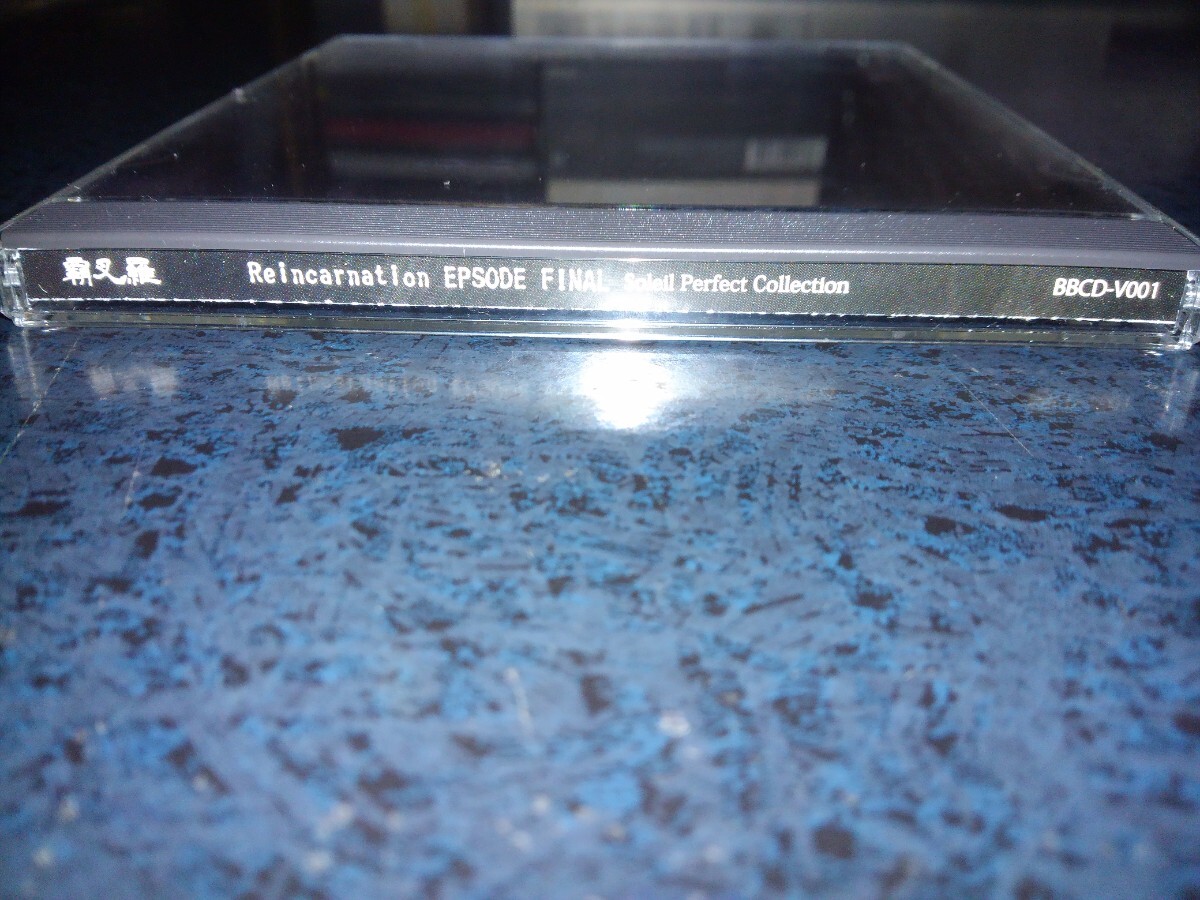 覇叉羅 Reincarnation EPSODE FINAL Soleil Perfect Collection BBCD-V001